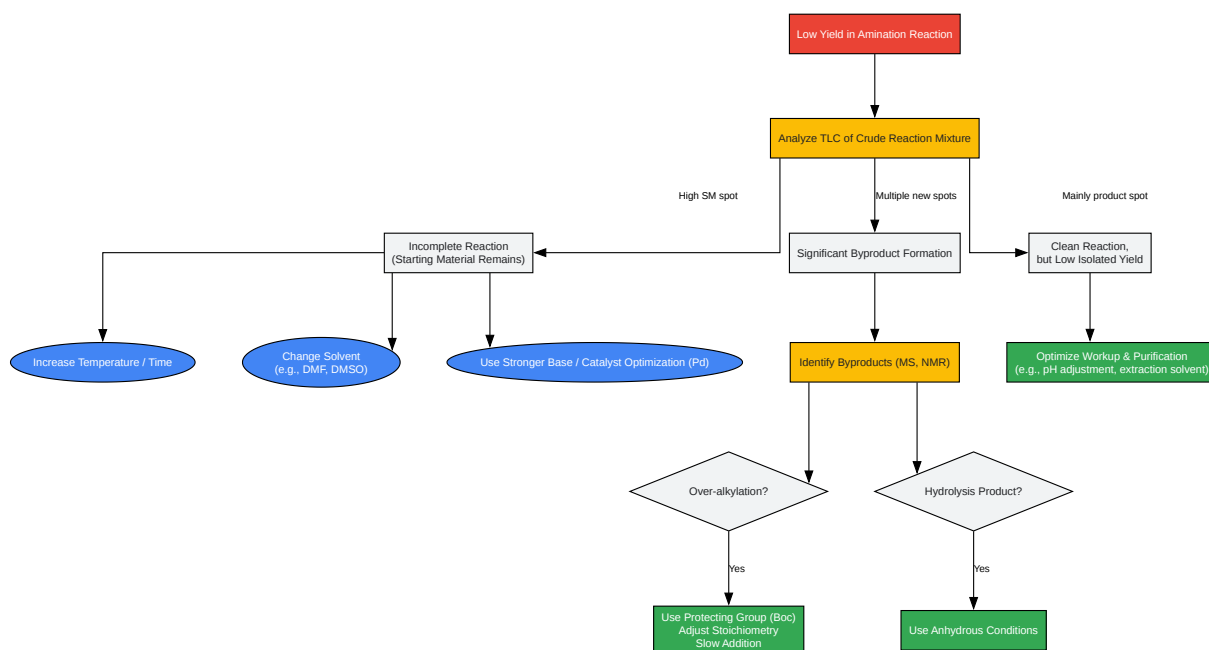 Low Yield in Amination Reaction
Analyze TLC of Crude Reaction Mixture
High SM spot
Multiple new spots
Mainly product spot
Incomplete Reaction
(Starting Material Remains)
Significant Byproduct Formation
Clean Reaction,
but Low Isolated Yield
Increase Temperature / Time
Change Solvent
(e.g., DMF, DMSO)
Use Stronger Base / Catalyst Optimization (Pd)
Identify Byproducts (MS, NMR)
Optimize Workup & Purification
(e.g., pH adjustment, extraction solvent)
Over-alkylation?
Hydrolysis Product?
Yes
Yes
Use Protecting Group (Boc)
Adjust Stoichiometry
Slow Addition
Use Anhydrous Conditions